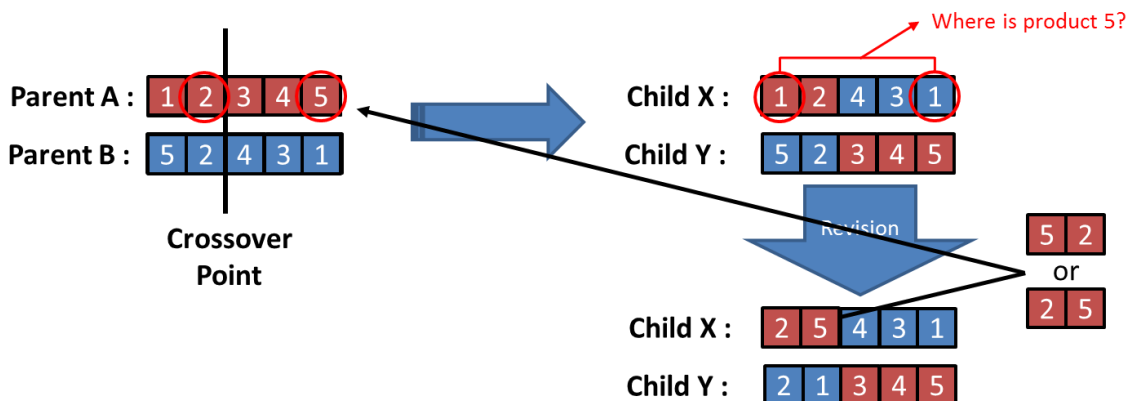 Where is product 5?
Parent A : 1 2 3 4 5
Child X : 1 2 4 3 1
Parent B : 5 2 4 3 1
Child Y : 5 2 3 4 5
Crossover
Point
Revision
5 2
or
2 5
Child X : 2 5 4 3 1
Child Y : 2 1 3 4 5